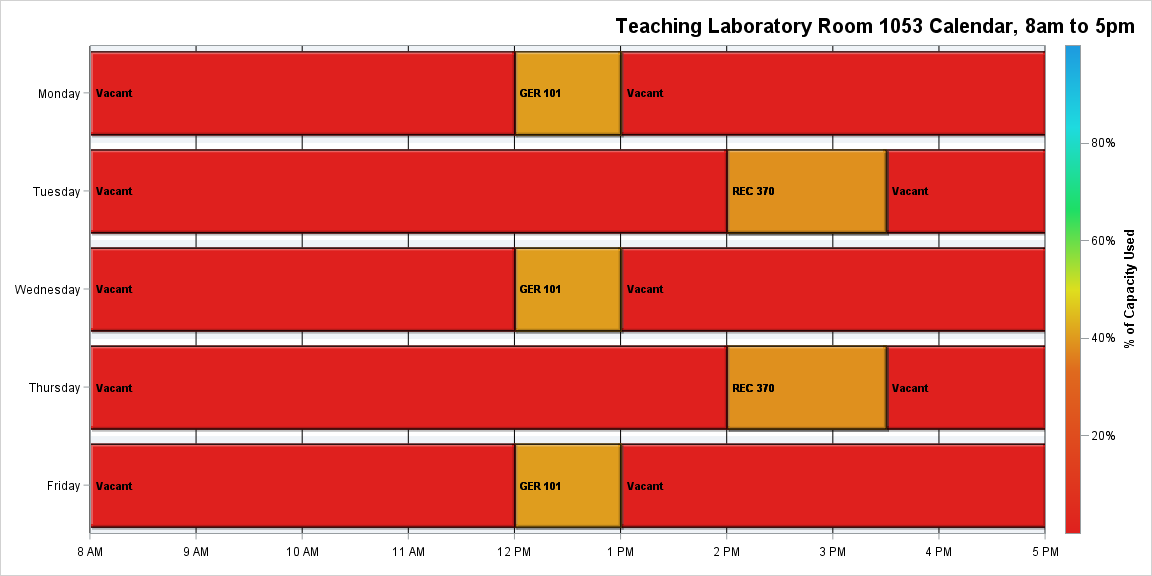 Teaching Laboratory Room 1053 Calendar, 8am to 5pm
Monday
Vacant
GER 101
Vacant
Tuesday
Vacant
REC 370
Vacant
Wednesday
Vacant
GER 101
Vacant
Thursday
Vacant
REC 370
Vacant
Friday
Vacant
GER 101
Vacant
8 AM
9 AM
10 AM
11 AM
12 PM
1 PM
2 PM
3 PM
4 PM
5 PM
80%
60%
40%
20%
% of Capacity Used